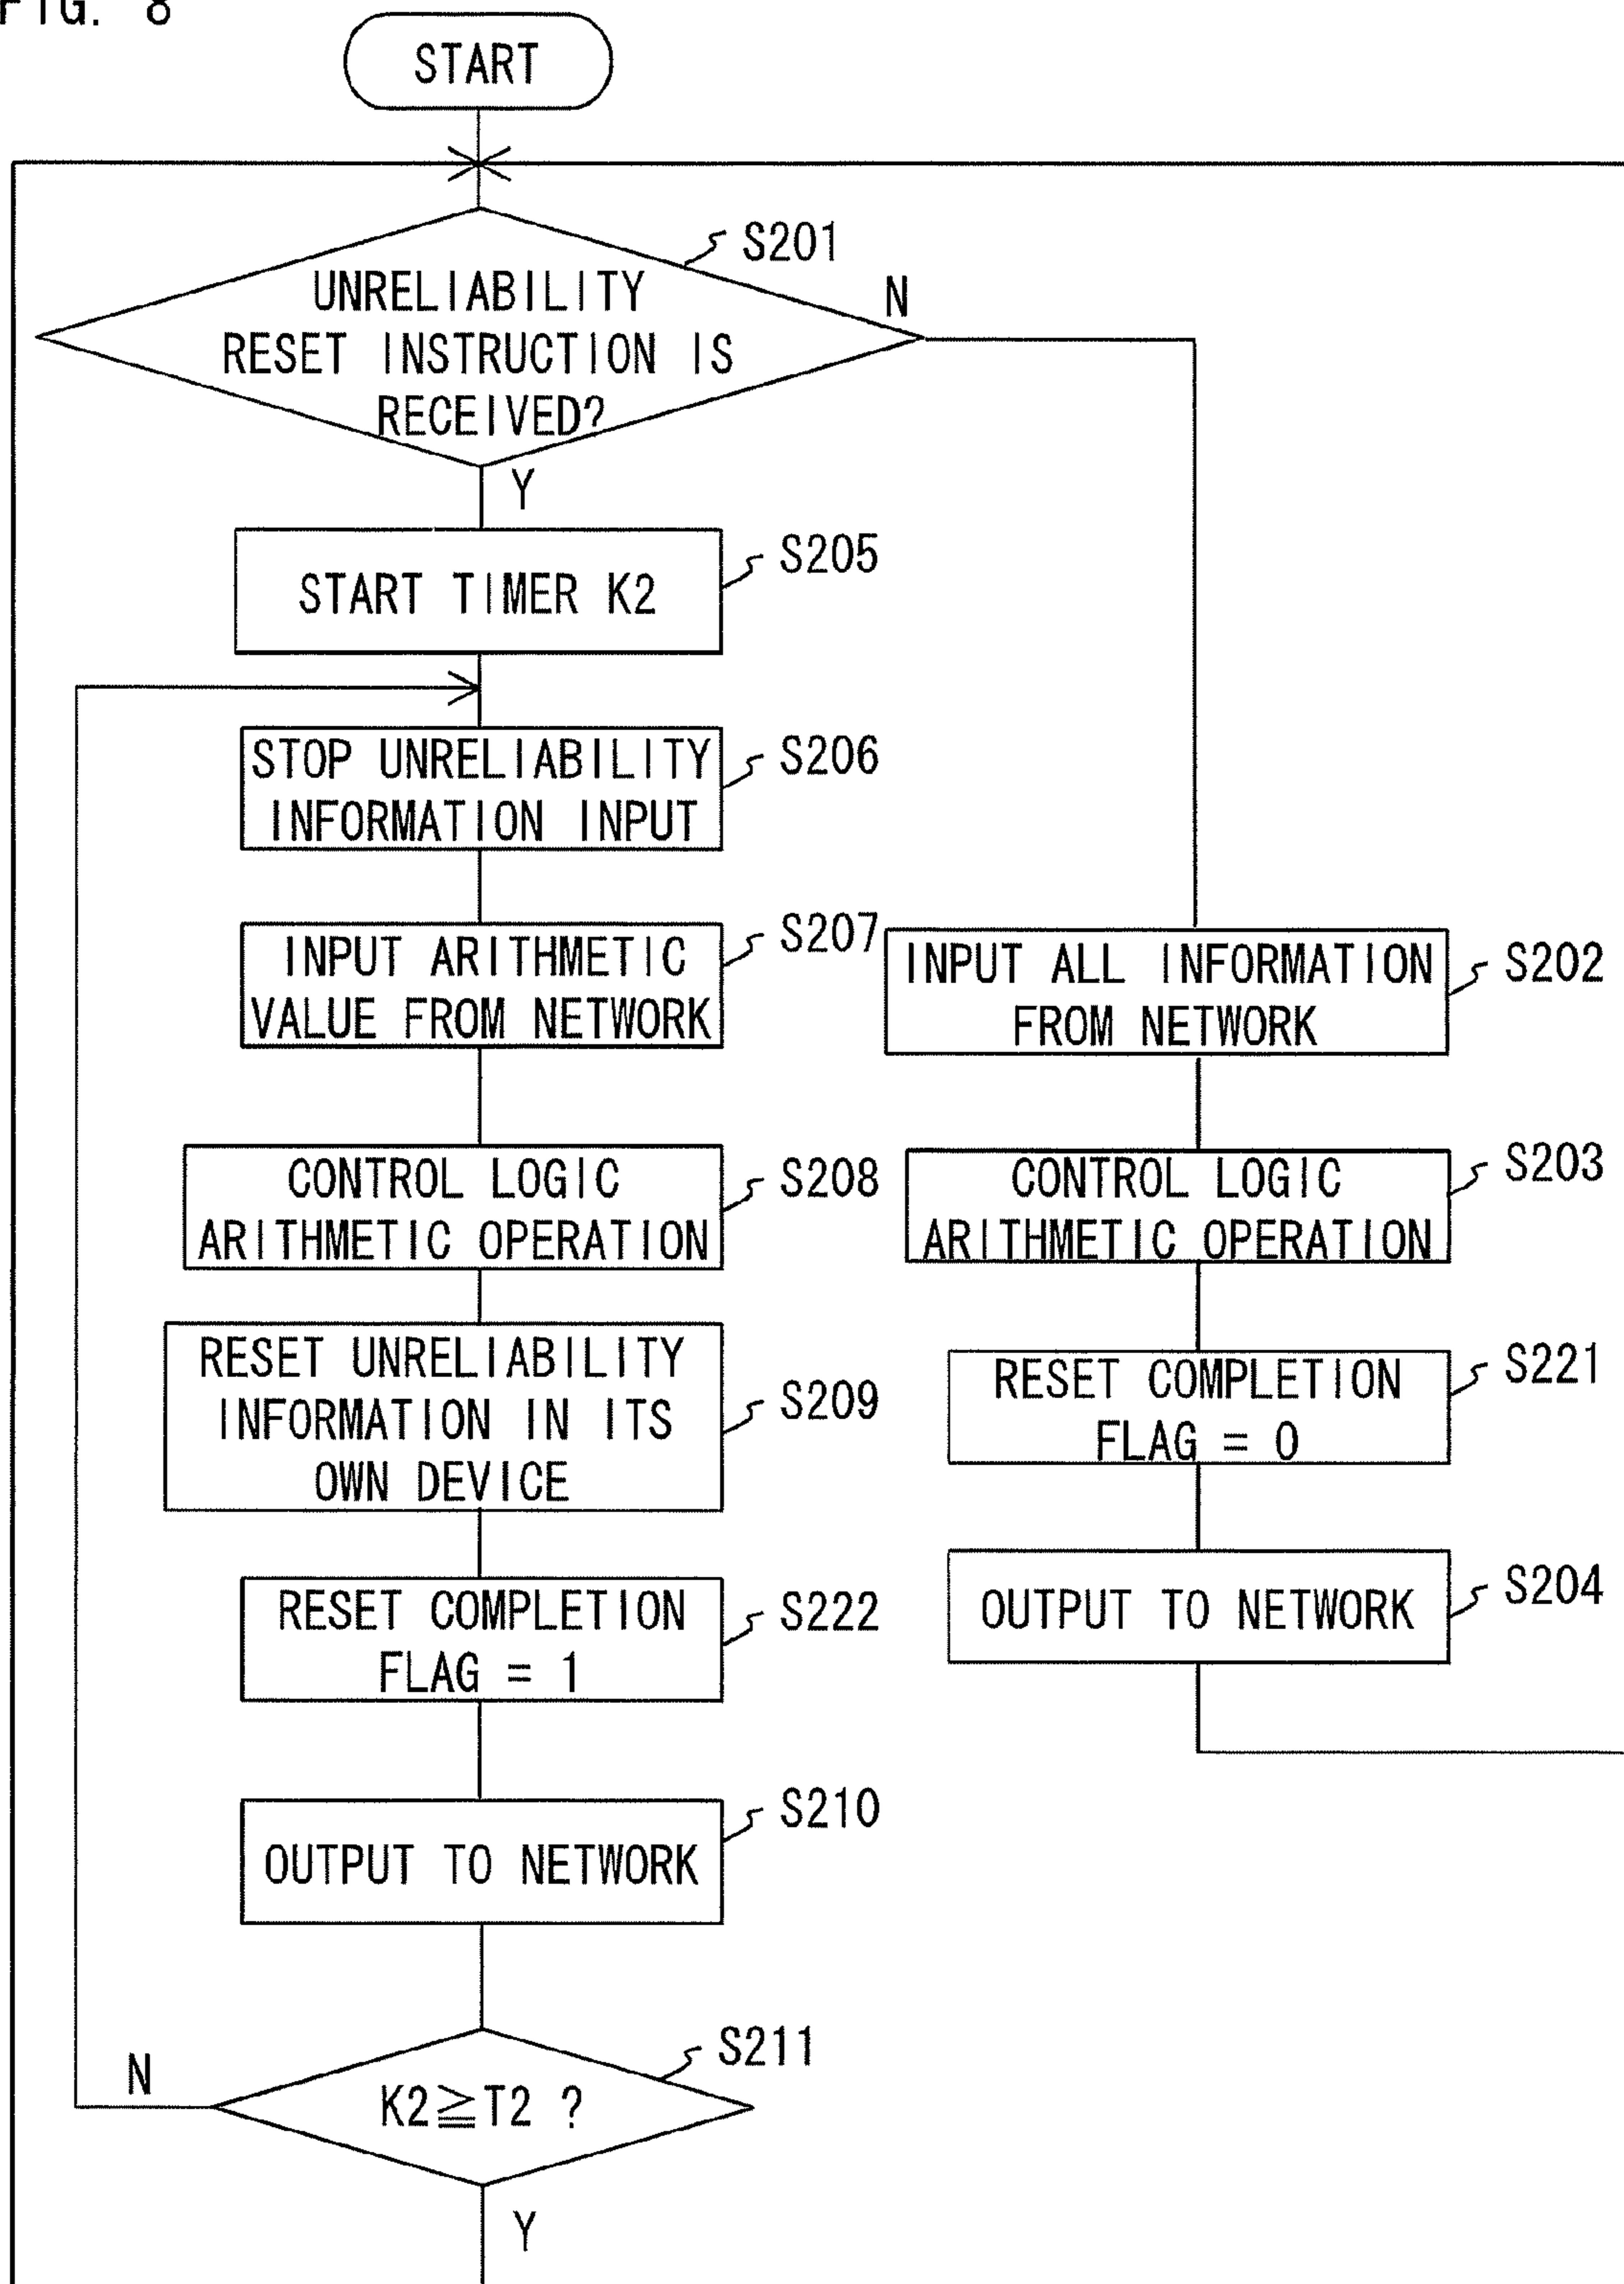 FIG. 8
START
S201
UNRELIABILITY
RESET INSTRUCTION IS
RECEIVED?
N
Y
S205
START TIMER K2
S206
STOP UNRELIABILITY
INFORMATION INPUT
S207
INPUT ARITHMETIC
VALUE FROM NETWORK
S208
CONTROL LOGIC
ARITHMETIC OPERATION
S209
RESET UNRELIABILITY
INFORMATION IN ITS
OWN DEVICE
S222
RESET COMPLETION
FLAG = 1
S210
OUTPUT TO NETWORK
S211
K2≧T2 ?
N
Y
S202
INPUT ALL INFORMATION
FROM NETWORK
S203
CONTROL LOGIC
ARITHMETIC OPERATION
S221
RESET COMPLETION
FLAG = 0
S204
OUTPUT TO NETWORK